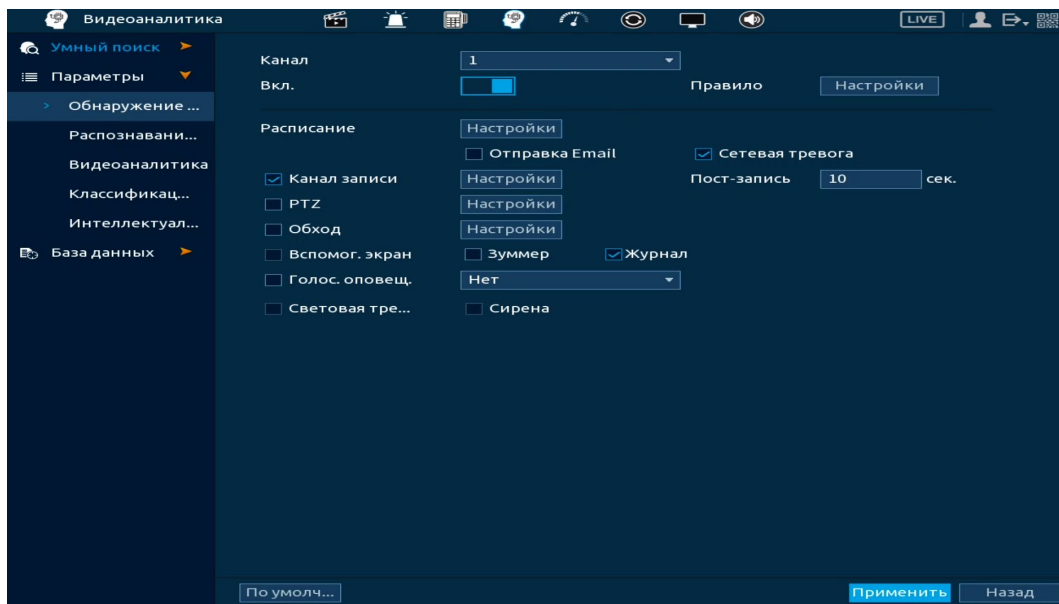 Видеоаналитика LIVE
Умный поиск
Параметры
Обнаружение ...
Распознавани...
Видеоаналитика
Классификац...
Интеллектуал...
База данных
Канал 1
Вкл. Правило Настройки
Расписание Настройки
Отправка Email Сетевая тревога
Канал записи Настройки Пост-запись 10 сек.
PTZ Настройки
Обход Настройки
Вспомог. экран Зуммер Журнал
Голос. оповещ. Нет
Световая тре... Сирена
По умолч... Применить Назад